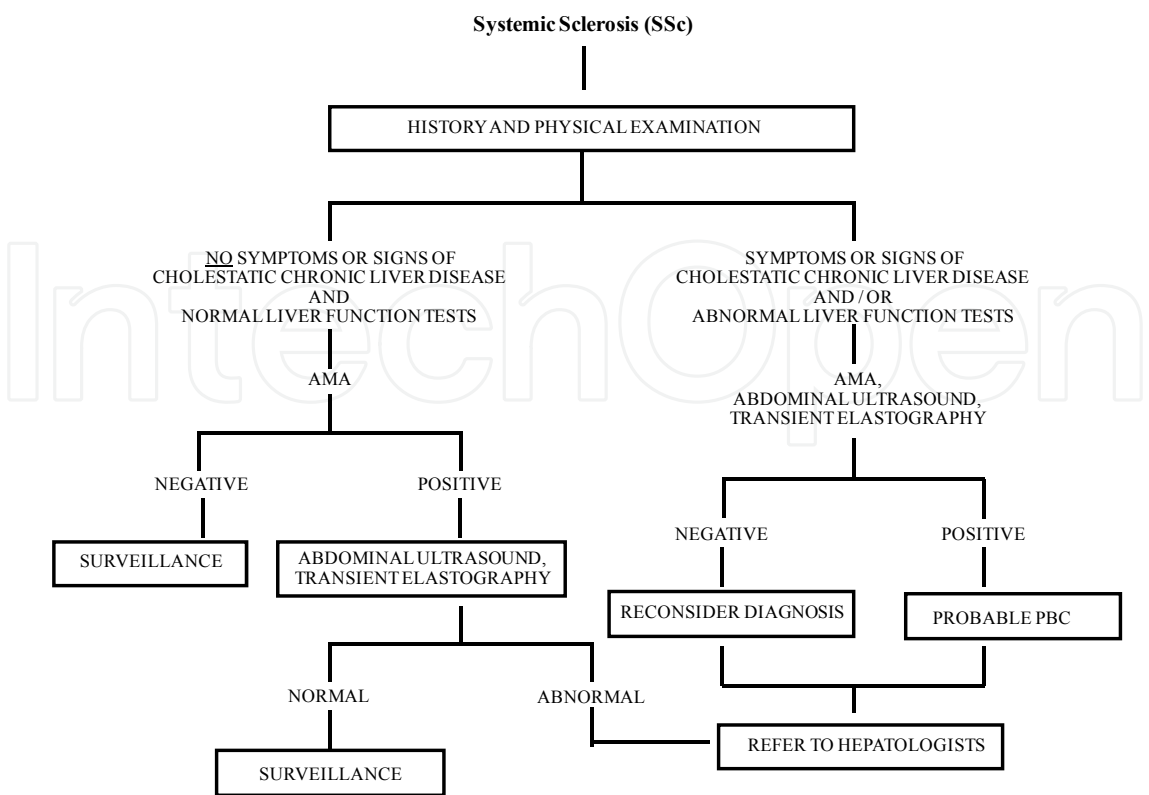 Systemic Sclerosis (SSc)
HISTORY AND PHYSICAL EXAMINATION
NO SYMPTOMS OR SIGNS OF
CHOLESTATIC CHRONIC LIVER DISEASE
AND
NORMAL LIVER FUNCTION TESTS
SYMPTOMS OR SIGNS OF
CHOLESTATIC CHRONIC LIVER DISEASE
AND / OR
ABNORMAL LIVER FUNCTION TESTS
IntechOpen
AMA
AMA,
ABDOMINAL ULTRASOUND,
TRANSIENT ELASTOGRAPHY
NEGATIVE
POSITIVE
SURVEILLANCE
ABDOMINAL ULTRASOUND,
TRANSIENT ELASTOGRAPHY
NEGATIVE
POSITIVE
RECONSIDER DIAGNOSIS
PROBABLE PBC
NORMAL
ABNORMAL
SURVEILLANCE
REFER TO HEPATOLOGISTS